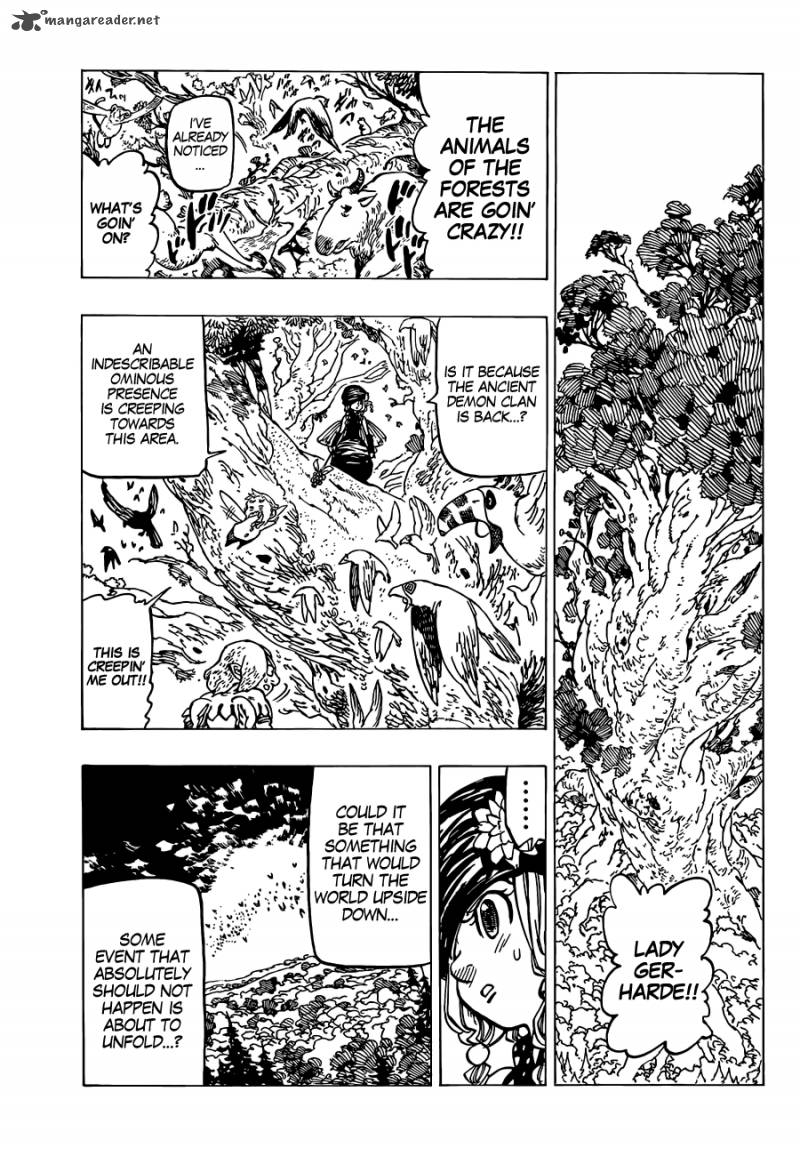 mangareader.net
LADY
GER-
HARDE!!
THE
ANIMALS
OF THE
FORESTS
ARE GOIN'
CRAZY!!
I'VE
ALREADY
NOTICED
...
WHAT'S
GOIN'
ON?
IS IT BECAUSE
THE ANCIENT
DEMON CLAN
IS BACK...?
AN
INDESCRIBABLE
OMINOUS
PRESENCE
IS CREEPING
TOWARDS
THIS AREA.
THIS IS
CREEPIN'
ME OUT!!
......
COULD IT
BE THAT
SOMETHING
THAT WOULD
TURN THE
WORLD UPSIDE
DOWN...
SOME
EVENT THAT
ABSOLUTELY
SHOULD NOT
HAPPEN IS
ABOUT TO
UNFOLD...?